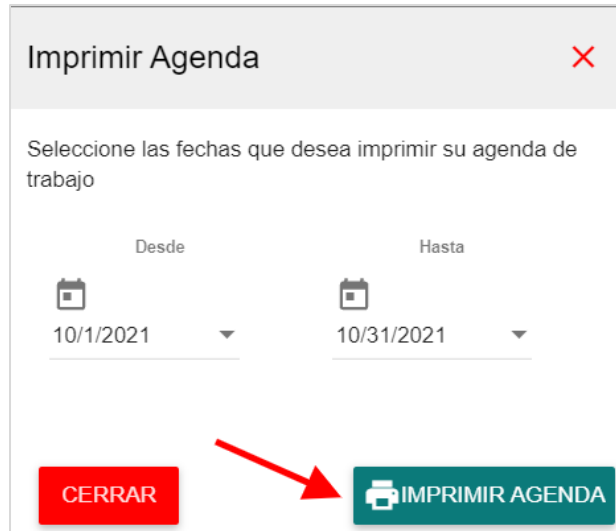 Imprimir Agenda
Seleccione las fechas que desea imprimir su agenda de
trabajo
Desde Hasta
10/1/2021 10/31/2021
CERRAR IMPRIMIR AGENDA